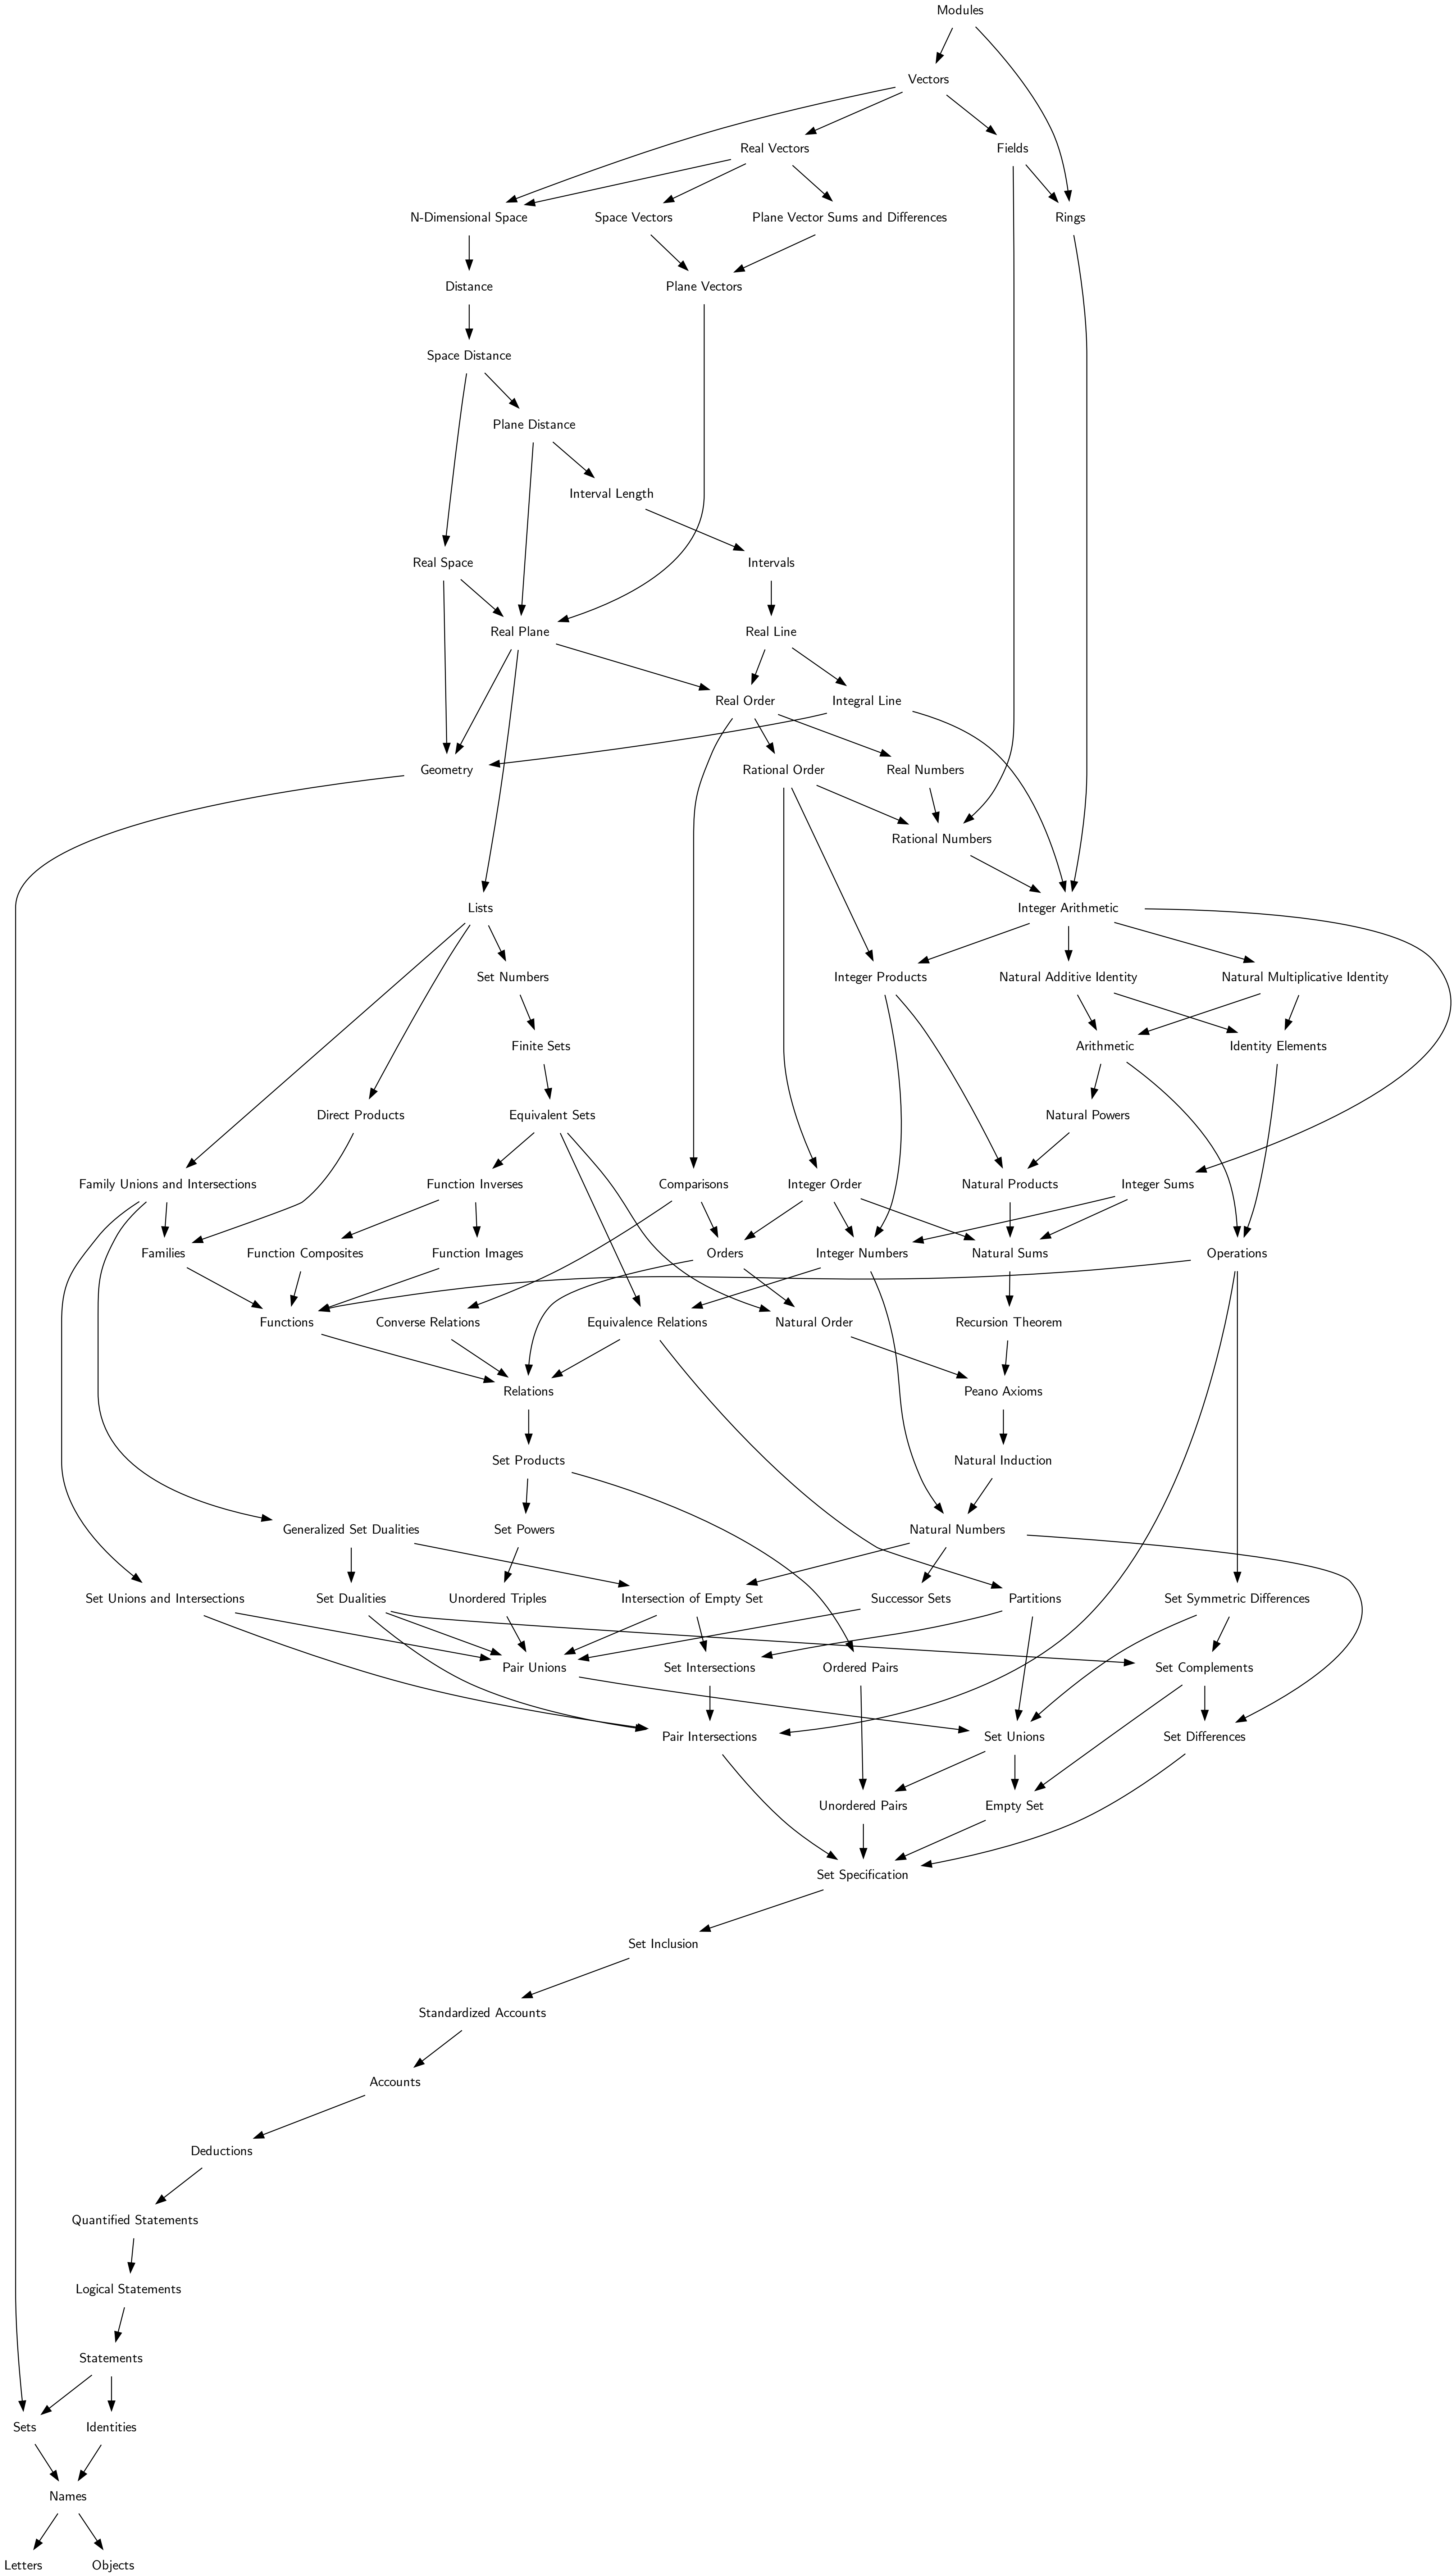 Modules
Vectors
Real Vectors
Fields
N-Dimensional Space
Space Vectors
Plane Vector Sums and Differences
Rings
Distance
Plane Vectors
Space Distance
Plane Distance
Interval Length
Real Space
Intervals
Real Plane
Real Line
Real Order
Integral Line
Geometry
Rational Order
Real Numbers
Rational Numbers
Lists
Integer Arithmetic
Set Numbers
Integer Products
Natural Additive Identity
Natural Multiplicative Identity
Finite Sets
Arithmetic
Identity Elements
Direct Products
Equivalent Sets
Natural Powers
Family Unions and Intersections
Function Inverses
Comparisons
Integer Order
Natural Products
Integer Sums
Families
Function Composites
Function Images
Orders
Integer Numbers
Natural Sums
Operations
Functions
Converse Relations
Equivalence Relations
Natural Order
Recursion Theorem
Relations
Peano Axioms
Set Products
Natural Induction
Generalized Set Dualities
Set Powers
Natural Numbers
Set Unions and Intersections
Set Dualities
Unordered Triples
Intersection of Empty Set
Successor Sets
Partitions
Set Symmetric Differences
Pair Unions
Set Intersections
Ordered Pairs
Set Complements
Pair Intersections
Set Unions
Set Differences
Unordered Pairs
Empty Set
Set Specification
Set Inclusion
Standardized Accounts
Accounts
Deductions
Quantified Statements
Logical Statements
Statements
Sets
Identities
Names
Letters
Objects